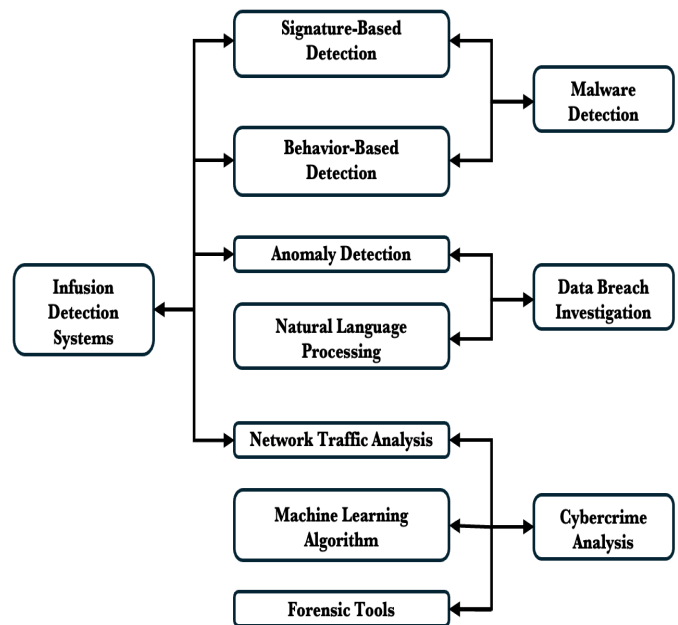 Signature-Based
Detection
Malware
Detection
Behavior-Based
Detection
Anomaly Detection
Infusion
Detection
Systems
Data Breach
Investigation
Natural Language
Processing
Network Traffic Analysis
Machine Learning
Algorithm
Cybercrime
Analysis
Forensic Tools